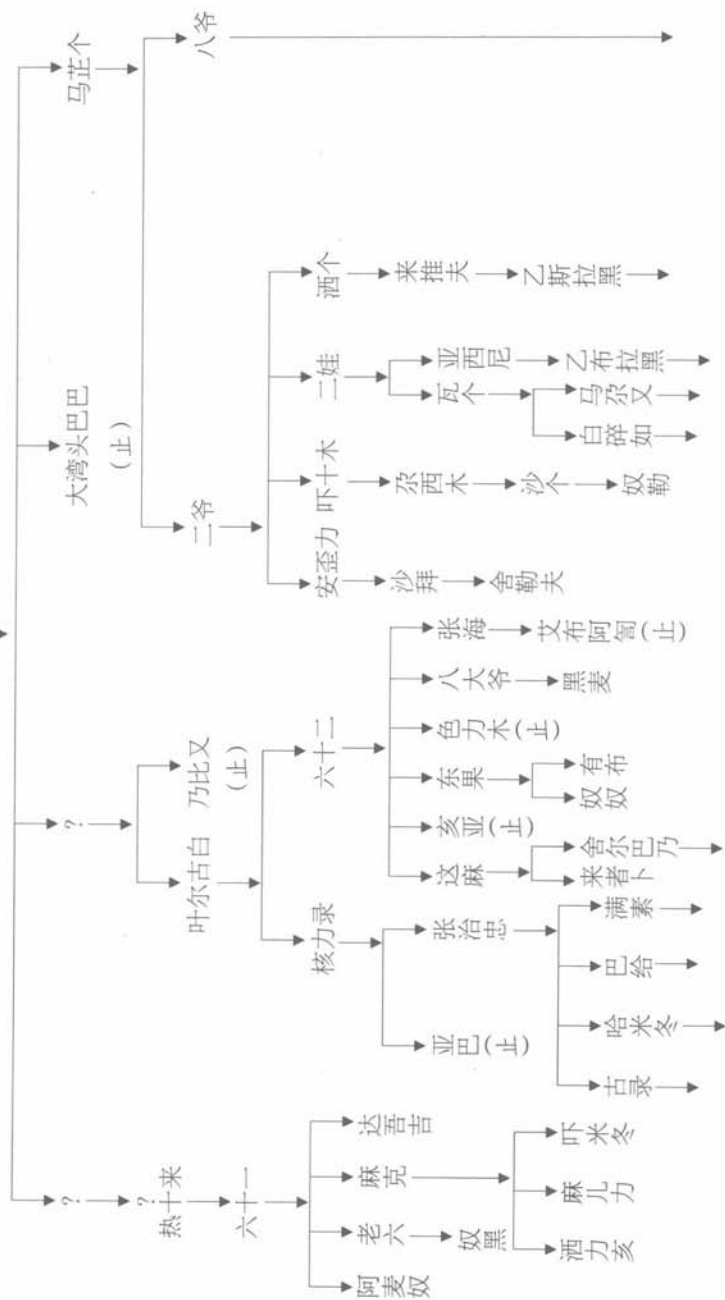 ?
?
大湾头巴巴
(止)
马芷个
?
热十来
叶尔古白
乃比又
(止)
二爷
八爷
六十一
核力录
六十二
安歪力
吓十木
二娃
洒个
阿麦奴
老六
麻克
达吾吉
亚巴(止)
张治忠
这麻
亥亚(止)
东果
色力木(止)
八大爷
张海
沙拜
尕西木
瓦个
亚西尼
来推夫
奴黑
洒力亥
麻儿力
吓米冬
古录
哈米冬
巴给
满素
来者卜
舍尔巴乃
奴奴
有布
黑麦
艾布阿訇(止)
舍勒夫
沙个
奴勒
白碎如
马尕又
乙布拉黑
乙斯拉黑